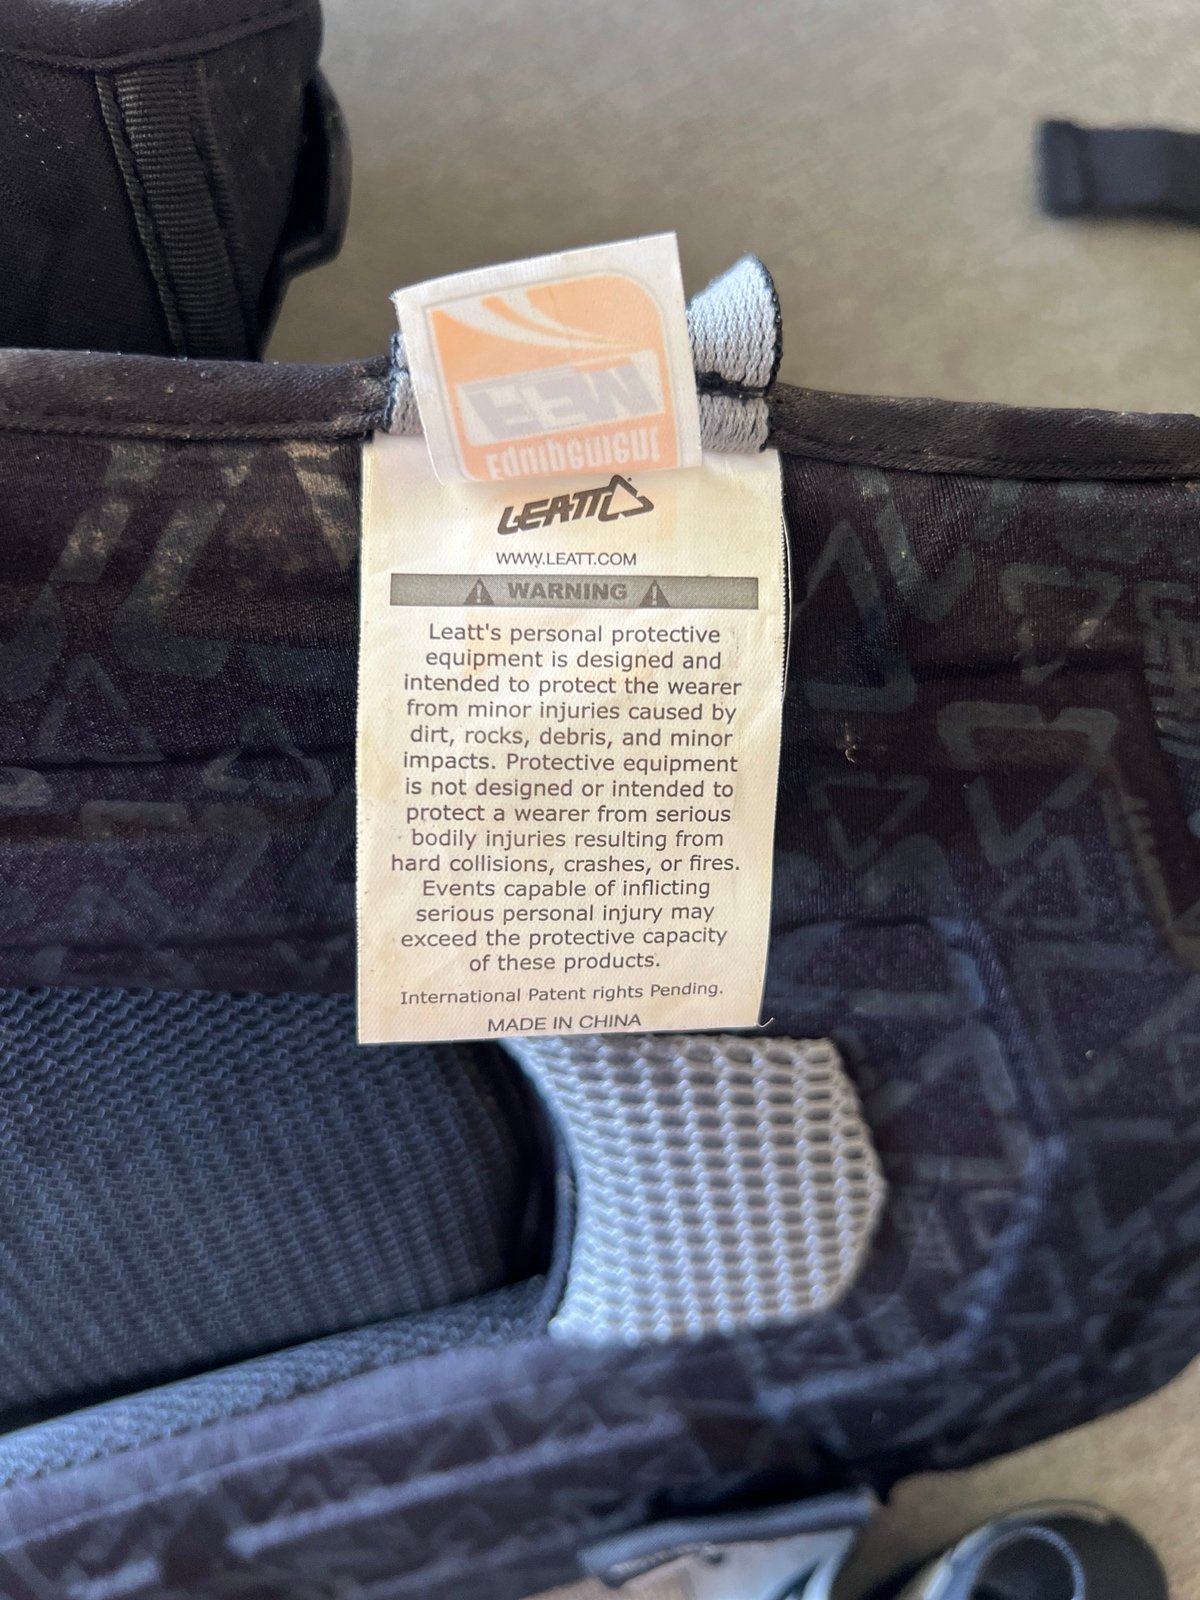 FEW
Equipement
LEATT
WWW.LEATT.COM
WARNING
Leatt's personal protective
equipment is designed and
intended to protect the wearer
from minor injuries caused by
dirt, rocks, debris, and minor
impacts. Protective equipment
is not designed or intended to
protect a wearer from serious
bodily injuries resulting from
hard collisions, crashes, or fires.
Events capable of inflicting
serious personal injury may
exceed the protective capacity
of these products.
International Patent rights Pending.
MADE IN CHINA